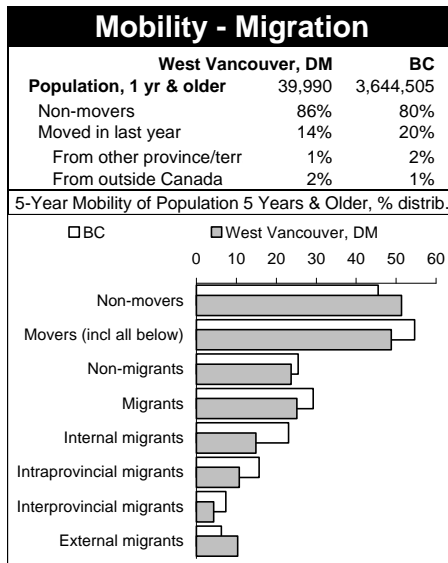 Mobility - Migration
West Vancouver, DM BC
Population, 1 yr & older 39,990 3,644,505
Non-movers 86% 80%
Moved in last year 14% 20%
From other province/terr 1% 2%
From outside Canada 2% 1%
5-Year Mobility of Population 5 Years & Older, % distrib.
BC West Vancouver, DM
0 10 20 30 40 50 60
Non-movers
Movers (incl all below)
Non-migrants
Migrants
Internal migrants
Intraprovincial migrants
Interprovincial migrants
External migrants